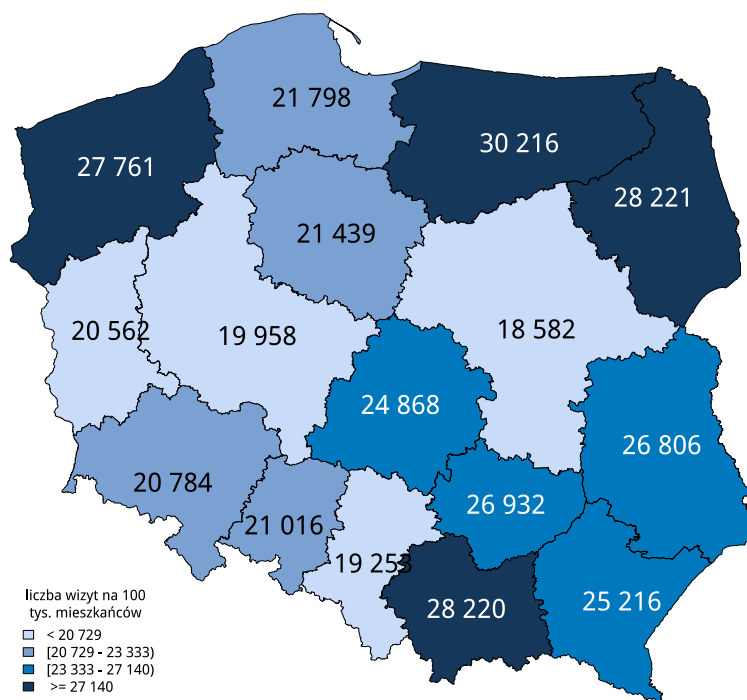 21 798
30 216
27 761
28 221
21 439
20 562
19 958
18 582
24 868
26 806
20 784
26 932
21 016
19 253
28 220
25 216
liczba wizyt na 100
tys. mieszkańców
< 20 729
[20 729 - 23 333)
[23 333 - 27 140)
>= 27 140